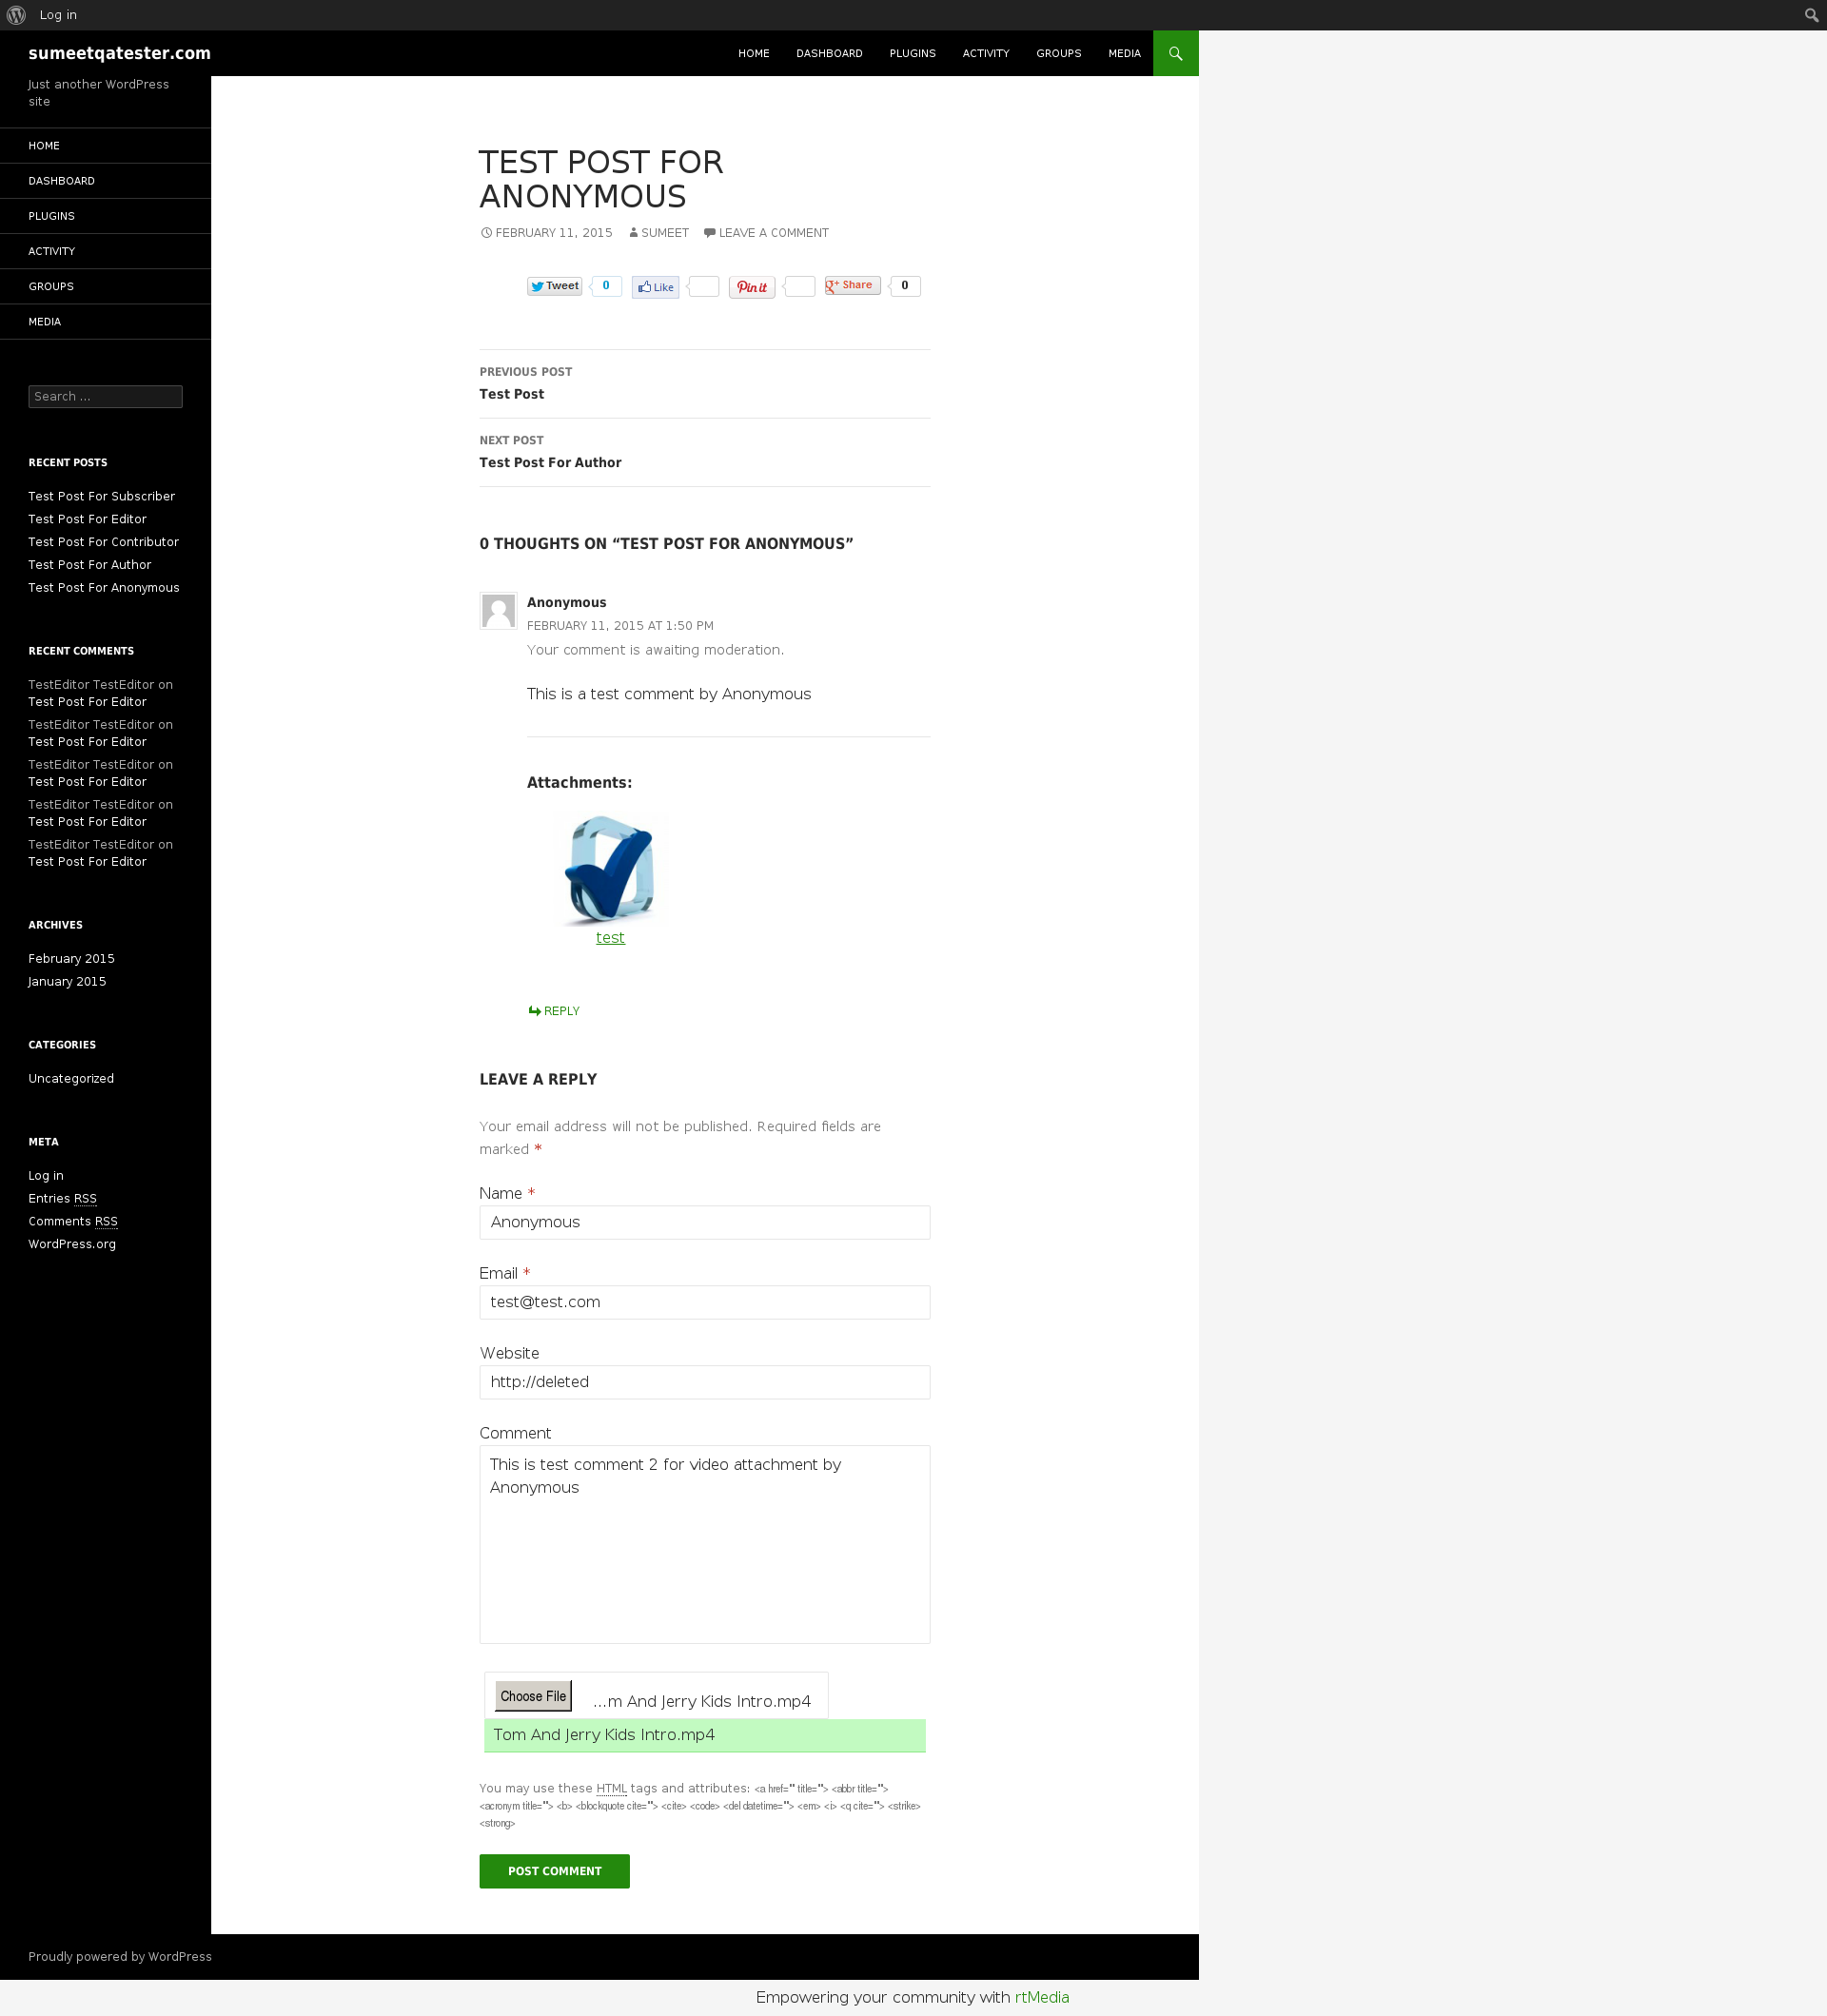 Log in
sumeetqatester.com
HOME DASHBOARD PLUGINS ACTIVITY GROUPS MEDIA
Just another WordPress
site
HOME
DASHBOARD
PLUGINS
ACTIVITY
GROUPS
MEDIA
Search ...
RECENT POSTS
Test Post For Subscriber
Test Post For Editor
Test Post For Contributor
Test Post For Author
Test Post For Anonymous
RECENT COMMENTS
TestEditor TestEditor on
Test Post For Editor
TestEditor TestEditor on
Test Post For Editor
TestEditor TestEditor on
Test Post For Editor
TestEditor TestEditor on
Test Post For Editor
TestEditor TestEditor on
Test Post For Editor
ARCHIVES
February 2015
January 2015
CATEGORIES
Uncategorized
META
Log in
Entries RSS
Comments RSS
WordPress.org
TEST POST FOR
ANONYMOUS
FEBRUARY 11, 2015 SUMEET LEAVE A COMMENT
Tweet 0 Like Pin it g+ Share 0
PREVIOUS POST
Test Post
NEXT POST
Test Post For Author
0 THOUGHTS ON “TEST POST FOR ANONYMOUS”
Anonymous
FEBRUARY 11, 2015 AT 1:50 PM
Your comment is awaiting moderation.
This is a test comment by Anonymous
Attachments:
test
REPLY
LEAVE A REPLY
Your email address will not be published. Required fields are
marked *
Name *
Anonymous
Email *
test@test.com
Website
http://deleted
Comment
This is test comment 2 for video attachment by
Anonymous
Choose File ...m And Jerry Kids Intro.mp4
Tom And Jerry Kids Intro.mp4
You may use these HTML tags and attributes: <a href="" title=""> <abbr title="">
<acronym title=""> <b> <blockquote cite=""> <cite> <code> <del datetime=""> <em> <i> <q cite=""> <strike>
<strong>
POST COMMENT
Proudly powered by WordPress
Empowering your community with rtMedia